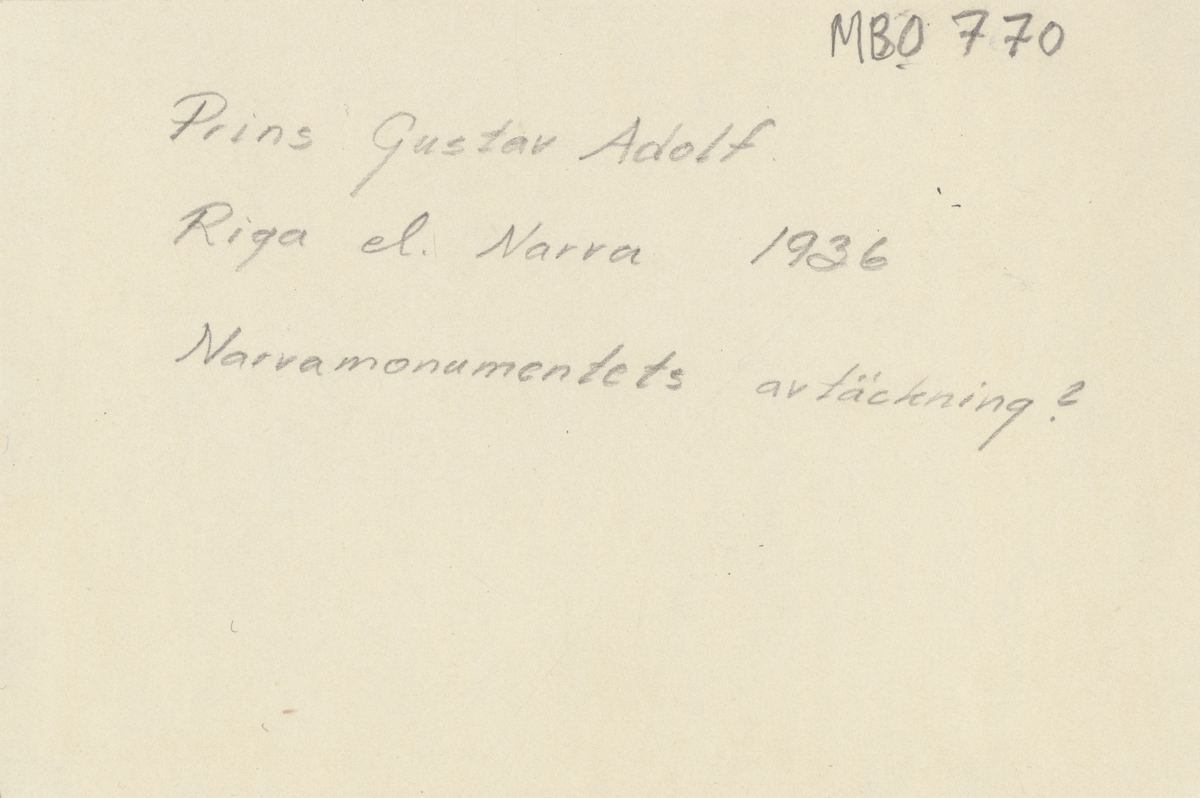 MBO 770
Prins Gustav Adolf.
Riga el. Narva 1936
Narvamonumentets avtäckning?